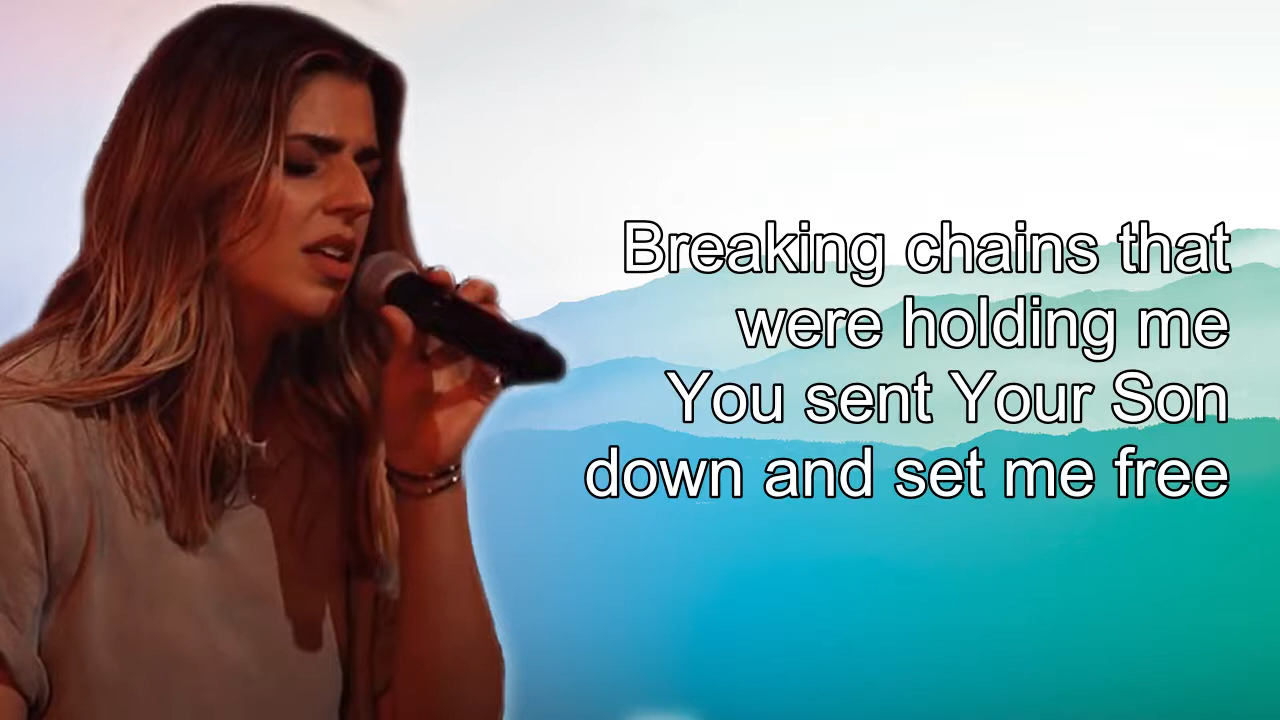 Breaking chains that
were holding me
You sent Your Son
down and set me free